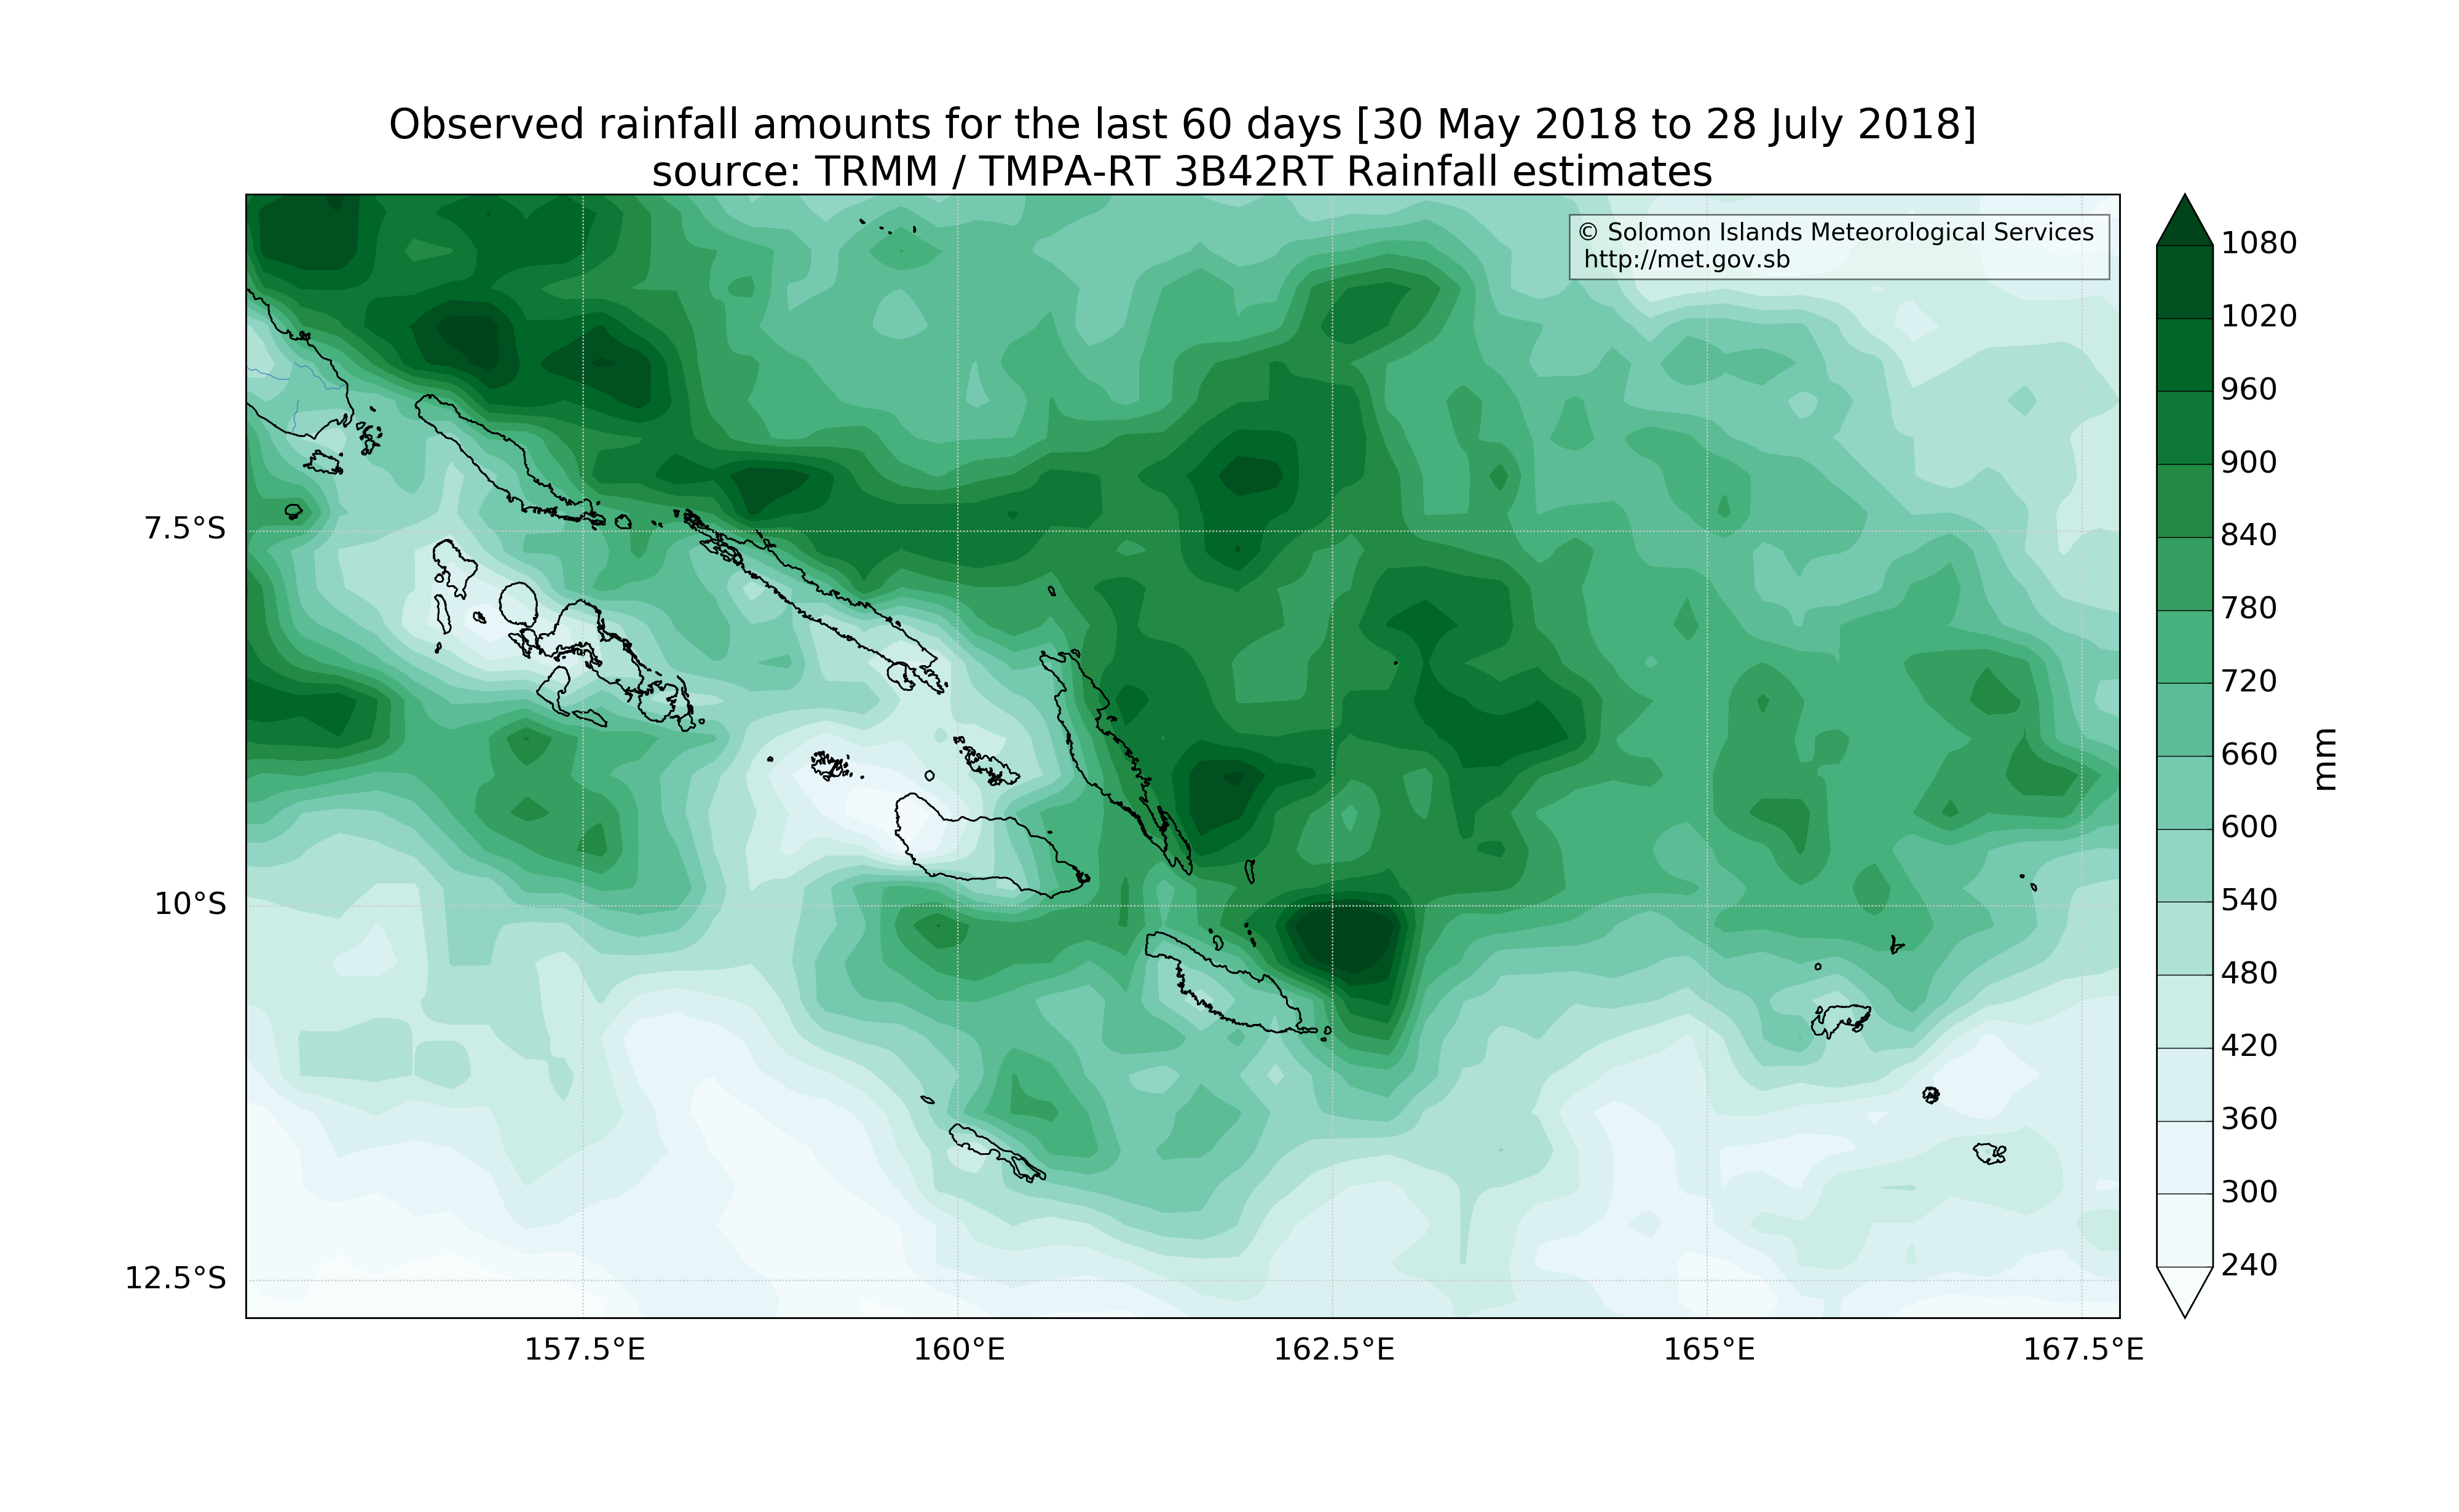 Observed rainfall amounts for the last 60 days [30 May 2018 to 28 July 2018]
source: TRMM / TMPA-RT 3B42RT Rainfall estimates
© Solomon Islands Meteorological Services
http://met.gov.sb
7.5°S
10°S
12.5°S
157.5°E
160°E
162.5°E
165°E
167.5°E
1080
1020
960
900
840
780
720
660
600
540
480
420
360
300
240
mm